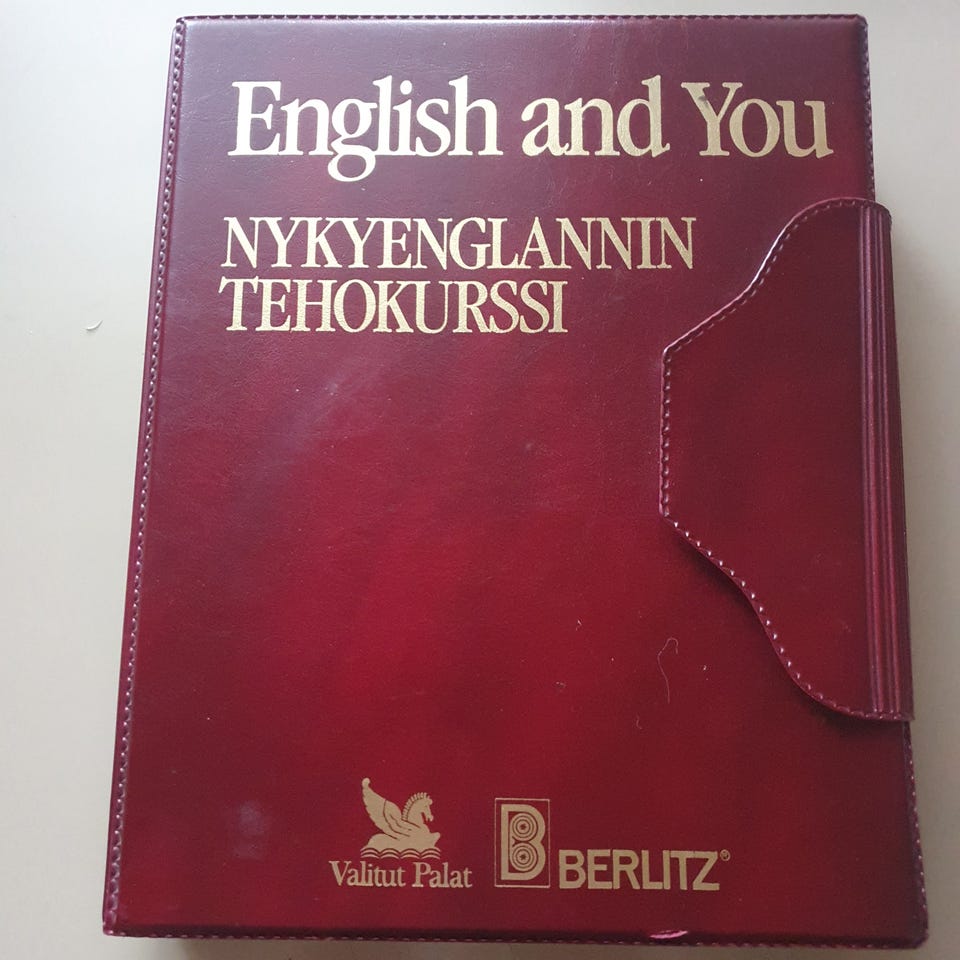 English and You
NYKYENGLANNIN
TEHOKURSSI
Valitut Palat
B BERLITZ®